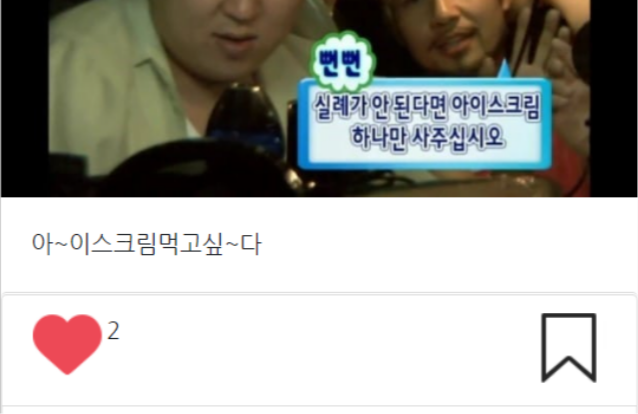 뻔뻔
실례가 안 된다면 아이스크림
하나만 사주십시오
아~이스크림먹고싶~다
2